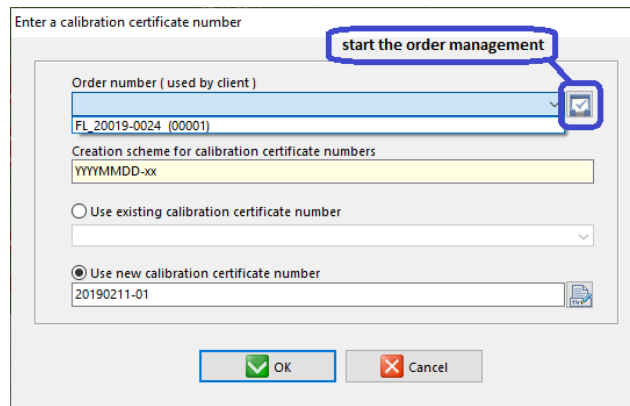 Enter a calibration certificate number
start the order management
Order number ( used by client )
FL_20019-0024 (00001)
Creation scheme for calibration certificate numbers
YYYYMMDD-xx
Use existing calibration certificate number
Use new calibration certificate number
20190211-01
OK
Cancel